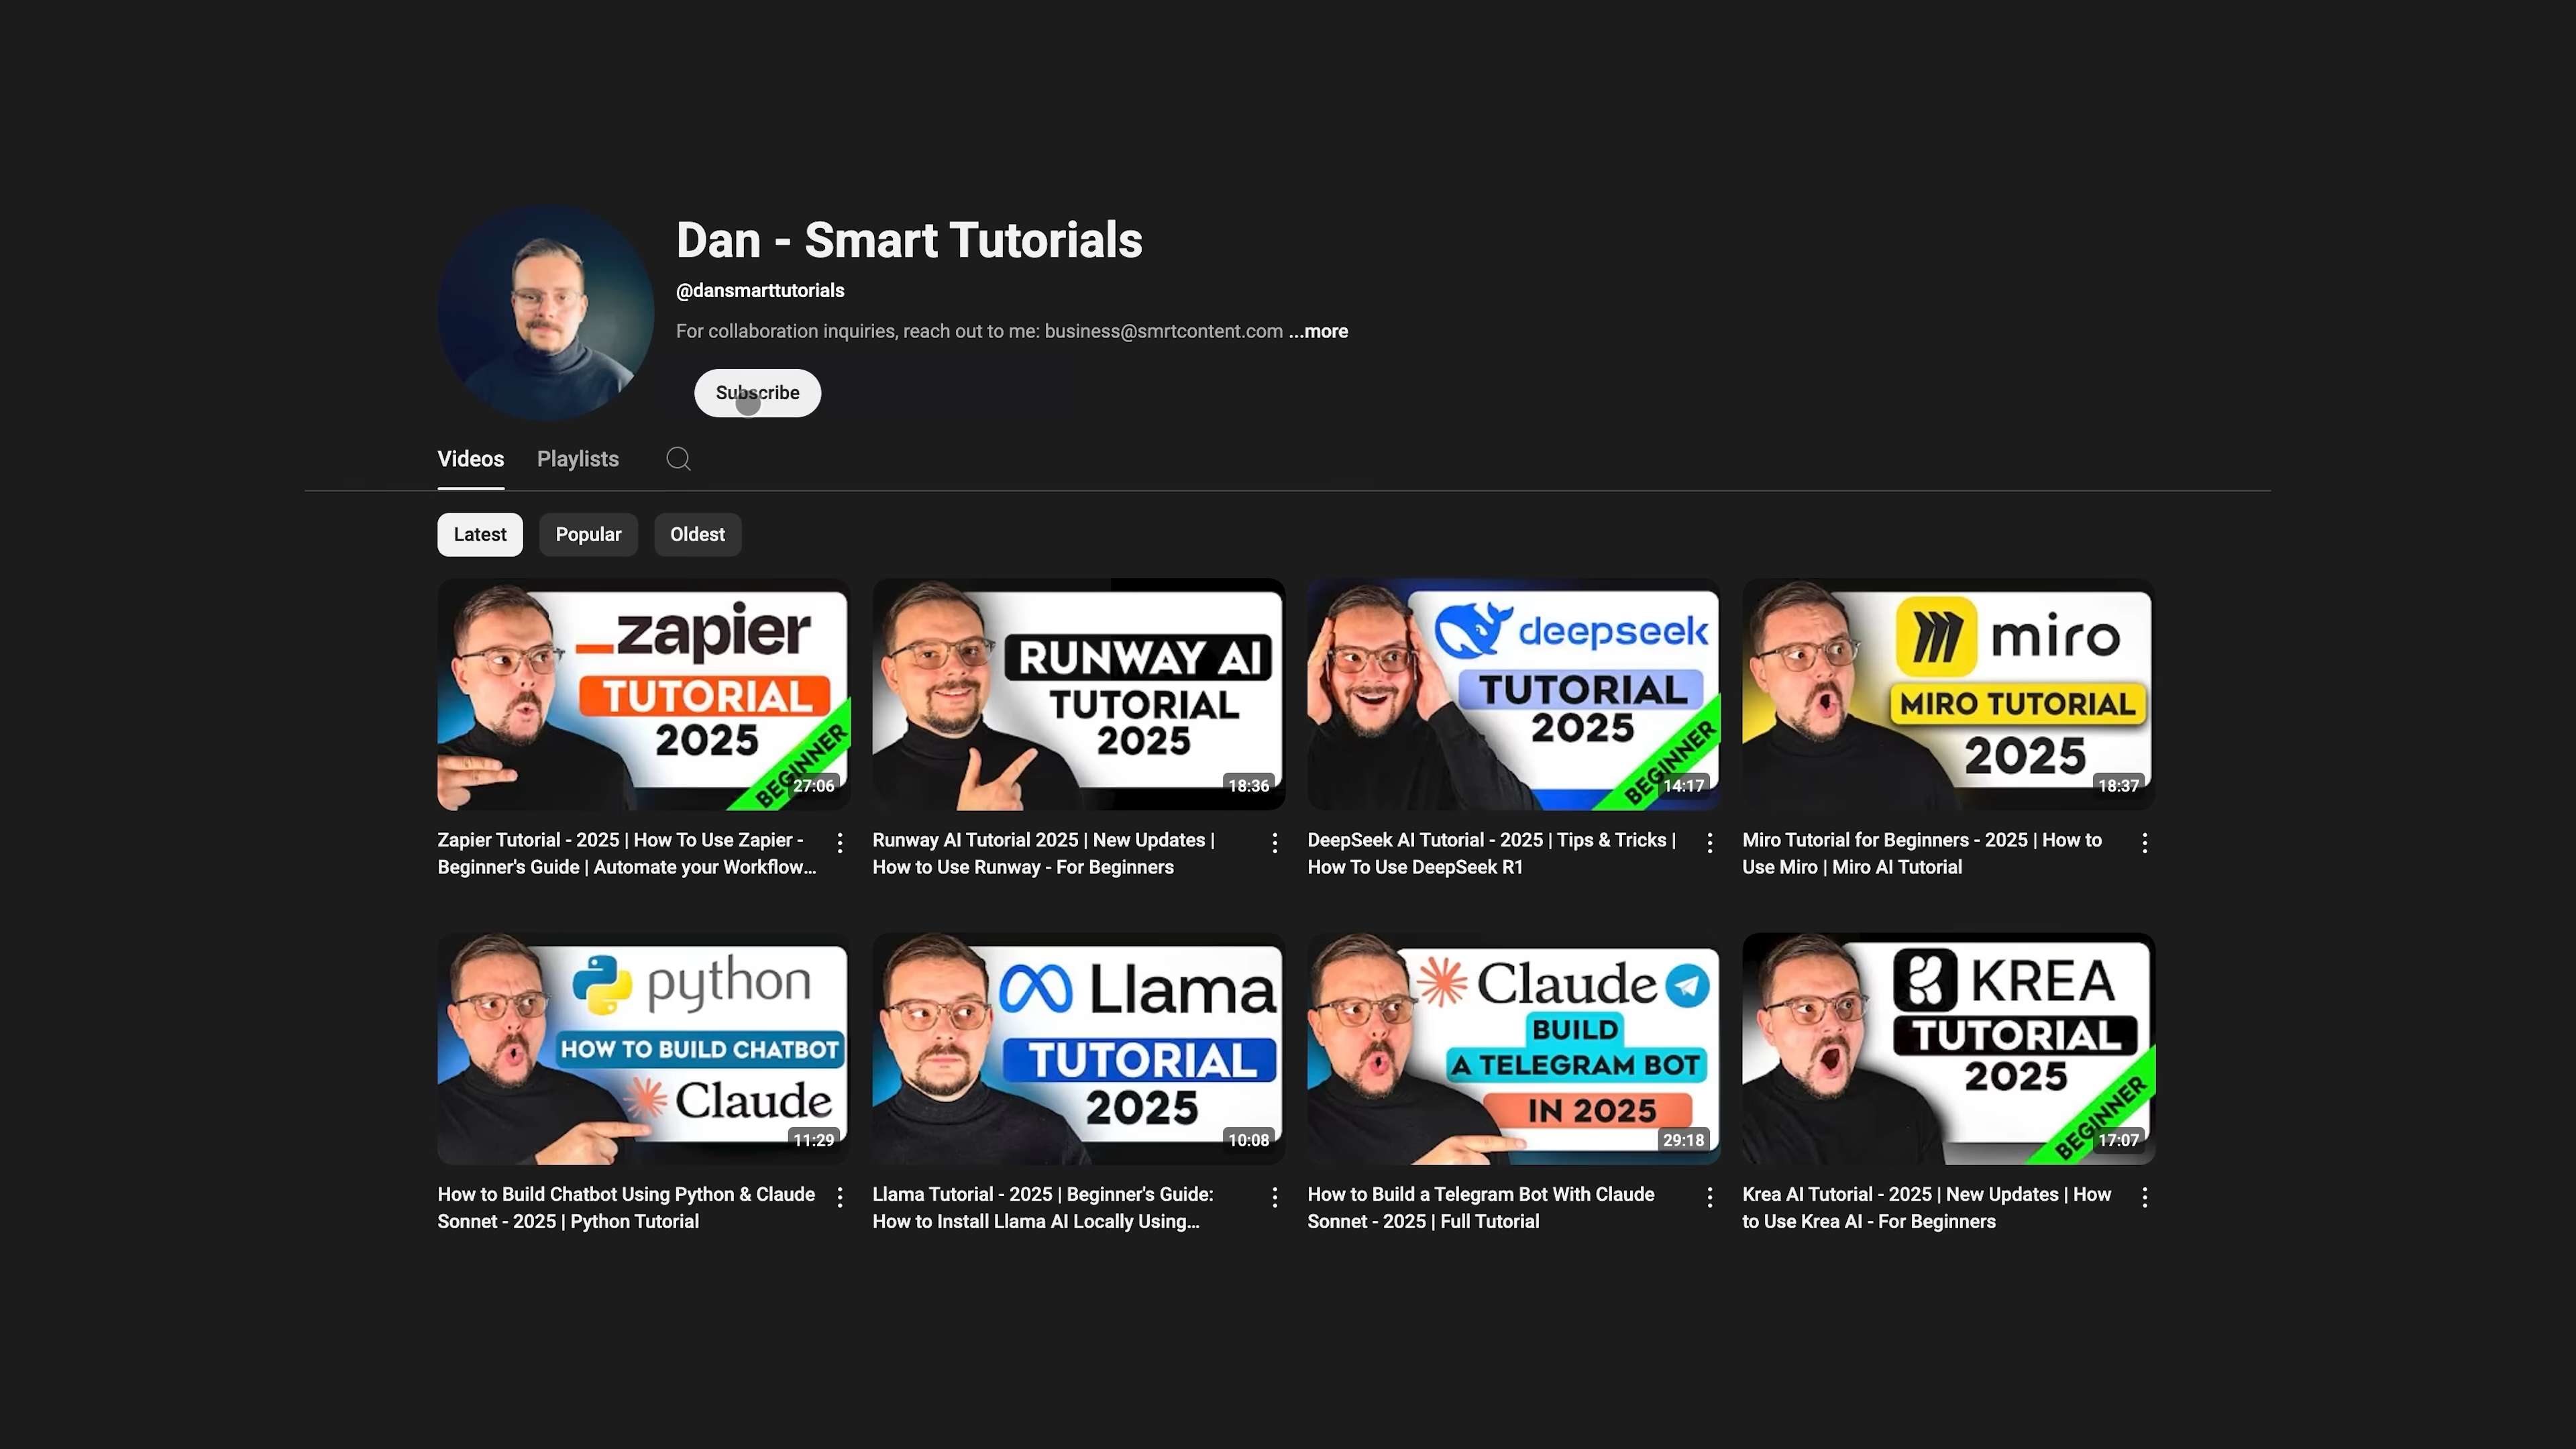 Dan - Smart Tutorials
@dansmarttutorials
For collaboration inquiries, reach out to me: business@smrtcontent.com ...more
Subscribe
Videos
Playlists
Latest
Popular
Oldest
_zapier
TUTORIAL
2025
BEGINNER
27:06
Zapier Tutorial - 2025 | How To Use Zapier -
Beginner's Guide | Automate your Workflow...
RUNWAY AI
TUTORIAL
2025
18:36
Runway AI Tutorial 2025 | New Updates |
How to Use Runway - For Beginners
deepseek
TUTORIAL
2025
BEGINNER
14:17
DeepSeek AI Tutorial - 2025 | Tips & Tricks |
How To Use DeepSeek R1
miro
MIRO TUTORIAL
2025
18:37
Miro Tutorial for Beginners - 2025 | How to
Use Miro | Miro AI Tutorial
python
HOW TO BUILD CHATBOT
Claude
11:29
How to Build Chatbot Using Python & Claude
Sonnet - 2025 | Python Tutorial
Llama
TUTORIAL
2025
10:08
Llama Tutorial - 2025 | Beginner's Guide:
How to Install Llama AI Locally Using...
Claude
BUILD
A TELEGRAM BOT
IN 2025
29:18
How to Build a Telegram Bot With Claude
Sonnet - 2025 | Full Tutorial
KREA
TUTORIAL
2025
BEGINNER
17:07
Krea AI Tutorial - 2025 | New Updates | How
to Use Krea AI - For Beginners